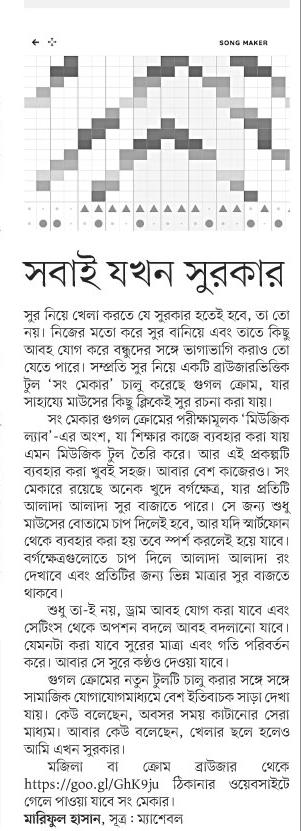 SONG MAKER
সবাই যখন সুরকার
সুর নিয়ে খেলা করতে যে সুরকার হতেই হবে, তা তো
নয়। নিজের মতো করে সুর বানিয়ে এবং তাতে কিছু
আবহ যোগ করে বন্ধুদের সঙ্গে ভাগাভাগি করাও তো
যেতে পারে। সম্প্রতি সুর নিয়ে একটি ব্রাউজারভিত্তিক
টুল ‘সং মেকার’ চালু করেছে গুগল ক্রোম, যার
সাহায্যে মাউসের কিছু ক্লিকেই সুর রচনা করা যায়।
সং মেকার গুগল ক্রোমের পরীক্ষামূলক ‘মিউজিক
ল্যাব’-এর অংশ, যা শিক্ষার কাজে ব্যবহার করা যায়
এমন মিউজিক টুল তৈরি করে। আর এই প্রকল্পটি
ব্যবহার করা খুবই সহজ। আবার বেশ কাজেরও। সং
মেকারে রয়েছে অনেক খুদে বর্গক্ষেত্র, যার প্রতিটি
আলাদা আলাদা সুর বাজাতে পারে। সে জন্য শুধু
মাউসের বোতামে চাপ দিলেই হবে, আর যদি স্মার্টফোন
থেকে ব্যবহার করা হয় তবে স্পর্শ করলেই হয়ে যাবে।
বর্গক্ষেত্রগুলোতে চাপ দিলে আলাদা আলাদা রং
দেখাবে এবং প্রতিটির জন্য ভিন্ন মাত্রার সুর বাজতে
থাকবে।
শুধু তা-ই নয়, ড্রাম আবহ যোগ করা যাবে এবং
সেটিংস থেকে অপশন বদলে আবহ বদলানো যাবে।
যেমনটা করা যাবে সুরের মাত্রা এবং গতি পরিবর্তন
করে। আবার সে সুরে কণ্ঠও দেওয়া যাবে।
গুগল ক্রোমের নতুন টুলটি চালু করার সঙ্গে সঙ্গে
সামাজিক যোগাযোগমাধ্যমে বেশ ইতিবাচক সাড়া দেখা
যায়। কেউ বলেছেন, অবসর সময় কাটানোর সেরা
মাধ্যম। আবার কেউ বলেছেন, খেলার ছলে হলেও
আমি এখন সুরকার।
মজিলা বা ক্রোম ব্রাউজার থেকে
https://goo.gl/GhK9ju ঠিকানার ওয়েবসাইটে
গেলে পাওয়া যাবে সং মেকার।
মারিফুল হাসান, সূত্র : ম্যাশেবল